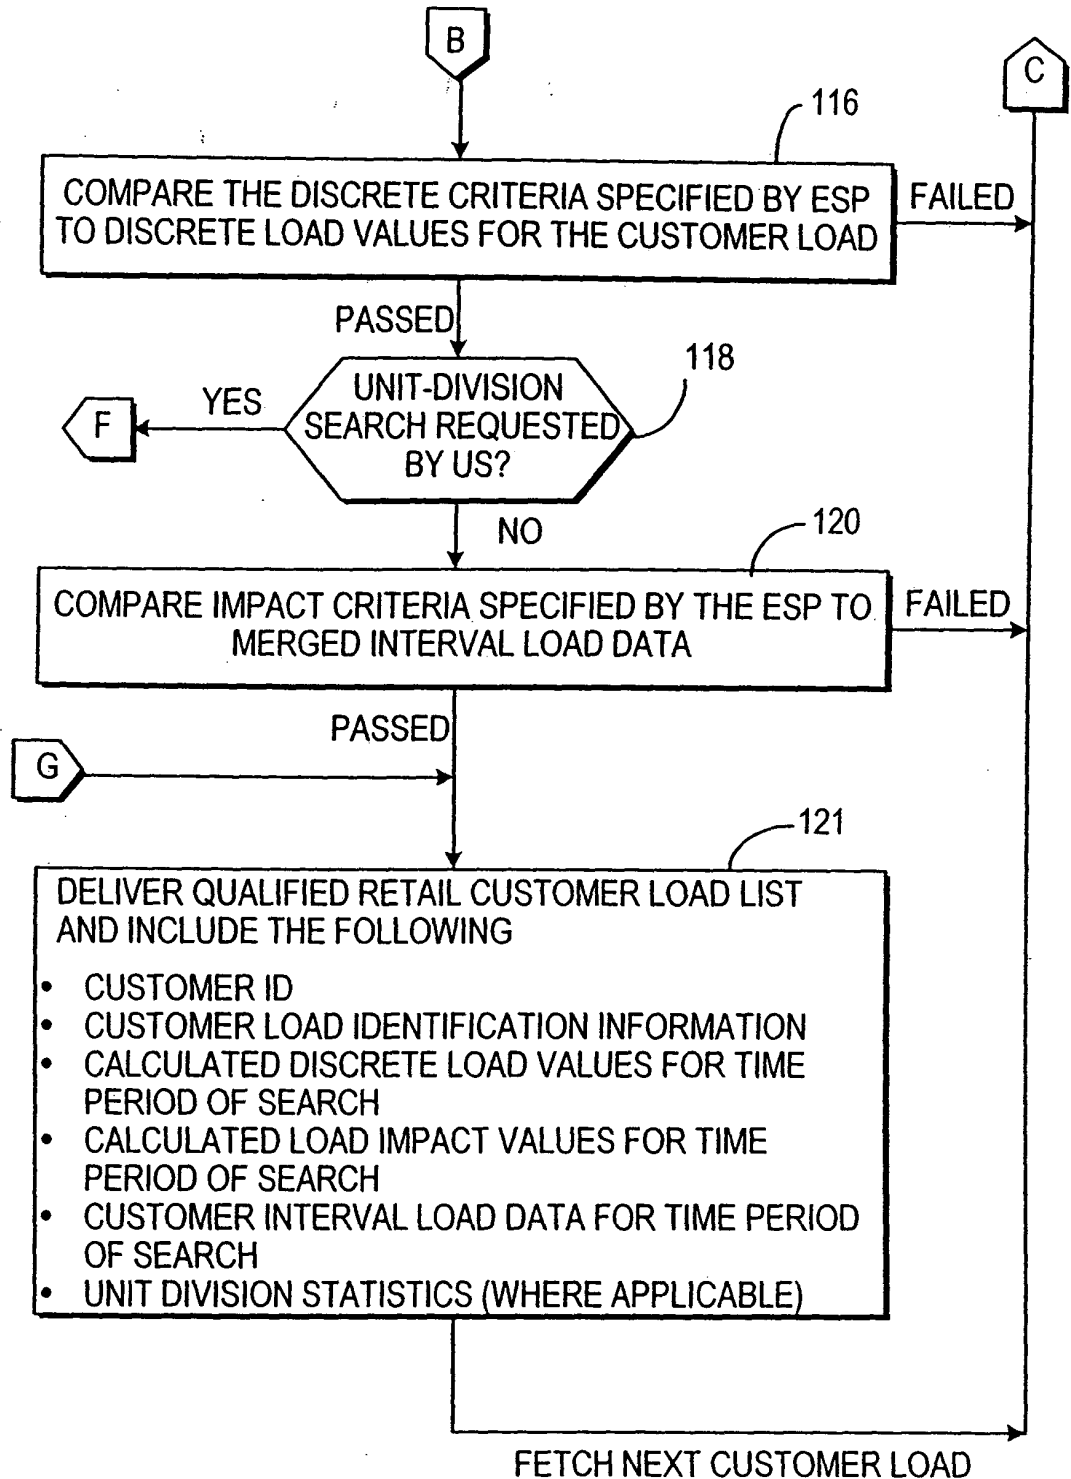 B
C
116
COMPARE THE DISCRETE CRITERIA SPECIFIED BY ESP
TO DISCRETE LOAD VALUES FOR THE CUSTOMER LOAD
FAILED
PASSED
118
UNIT-DIVISION
SEARCH REQUESTED
BY US?
YES
F
NO
120
COMPARE IMPACT CRITERIA SPECIFIED BY THE ESP TO
MERGED INTERVAL LOAD DATA
FAILED
PASSED
G
121
DELIVER QUALIFIED RETAIL CUSTOMER LOAD LIST
AND INCLUDE THE FOLLOWING
• CUSTOMER ID
• CUSTOMER LOAD IDENTIFICATION INFORMATION
• CALCULATED DISCRETE LOAD VALUES FOR TIME
PERIOD OF SEARCH
• CALCULATED LOAD IMPACT VALUES FOR TIME
PERIOD OF SEARCH
• CUSTOMER INTERVAL LOAD DATA FOR TIME PERIOD
OF SEARCH
• UNIT DIVISION STATISTICS (WHERE APPLICABLE)
FETCH NEXT CUSTOMER LOAD